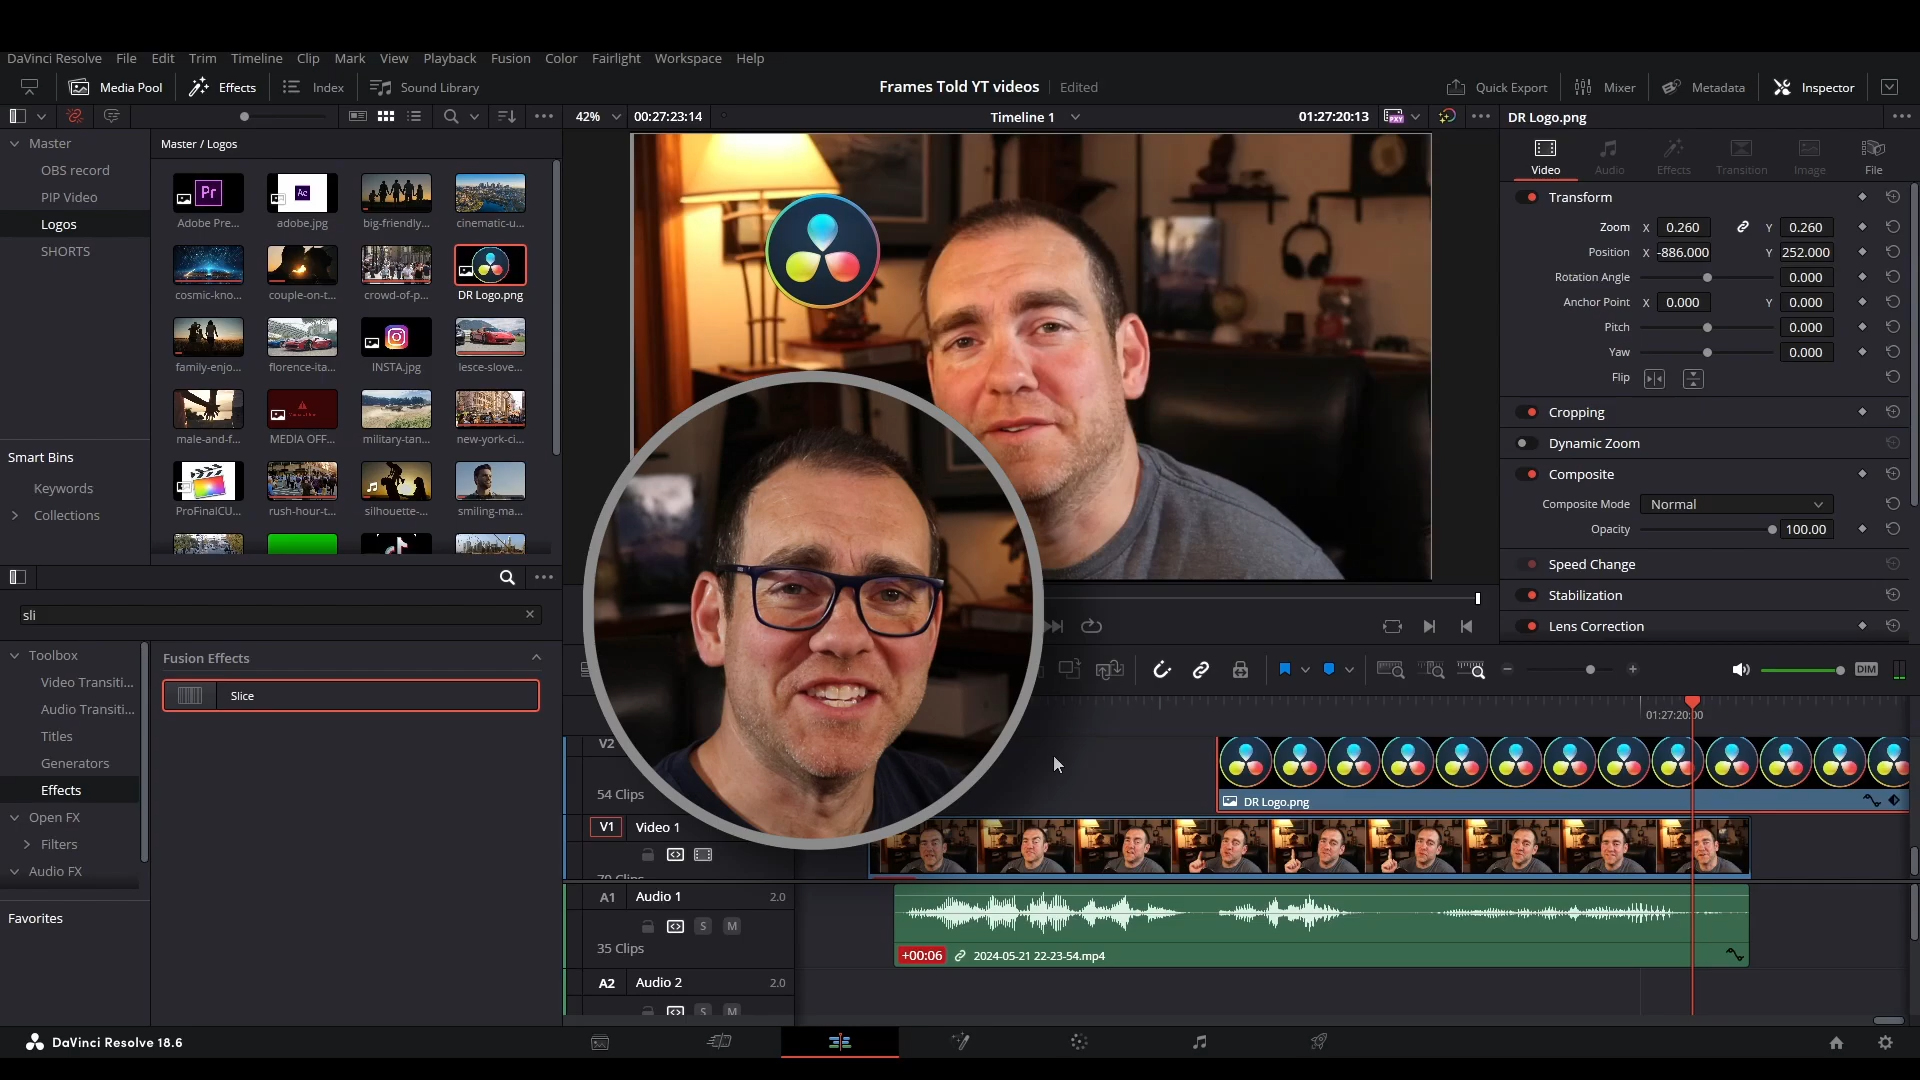 DaVinci Resolve File Edit Trim Timeline Clip Mark View Playback Fusion Color Fairlight Workspace Help
Media Pool Effects Index Sound Library Frames Told YT videos Edited Quick Export Mixer Metadata Inspector
42% 00:27:23:14 Timeline 1 01:27:20:13 DR Logo.png
Master
OBS record
PIP Video
Logos
SHORTS
Master / Logos
Pr Ae
Adobe Pre... adobe.jpg big-friendly... cinematic-u...
cosmic-kno... couple-on-t... crowd-of-p... DR Logo.png
family-enjo... florence-ita... INSTA.jpg lesce-slove...
male-and-f... MEDIA OFF... military-tan... new-york-ci...
ProFinalCU... rush-hour-t... silhouette-... smiling-ma...
Smart Bins
Keywords
Collections
Video Audio Effects Transition Image File
Transform
Zoom X 0.260 Y 0.260
Position X -886.000 Y 252.000
Rotation Angle 0.000
Anchor Point X 0.000 Y 0.000
Pitch 0.000
Yaw 0.000
Flip
Cropping
Dynamic Zoom
Composite
Composite Mode Normal
Opacity 100.00
Speed Change
Stabilization
Lens Correction
sli
Toolbox
Video Transiti...
Audio Transiti...
Titles
Generators
Effects
Open FX
Filters
Audio FX
Favorites
Fusion Effects
Slice
DIM
01:27:20:00
V2
54 Clips
DR Logo.png
V1 Video 1
A1 Audio 1 2.0
S M
35 Clips
+00:06 2024-05-21 22-23-54.mp4
A2 Audio 2 2.0
S M
DaVinci Resolve 18.6